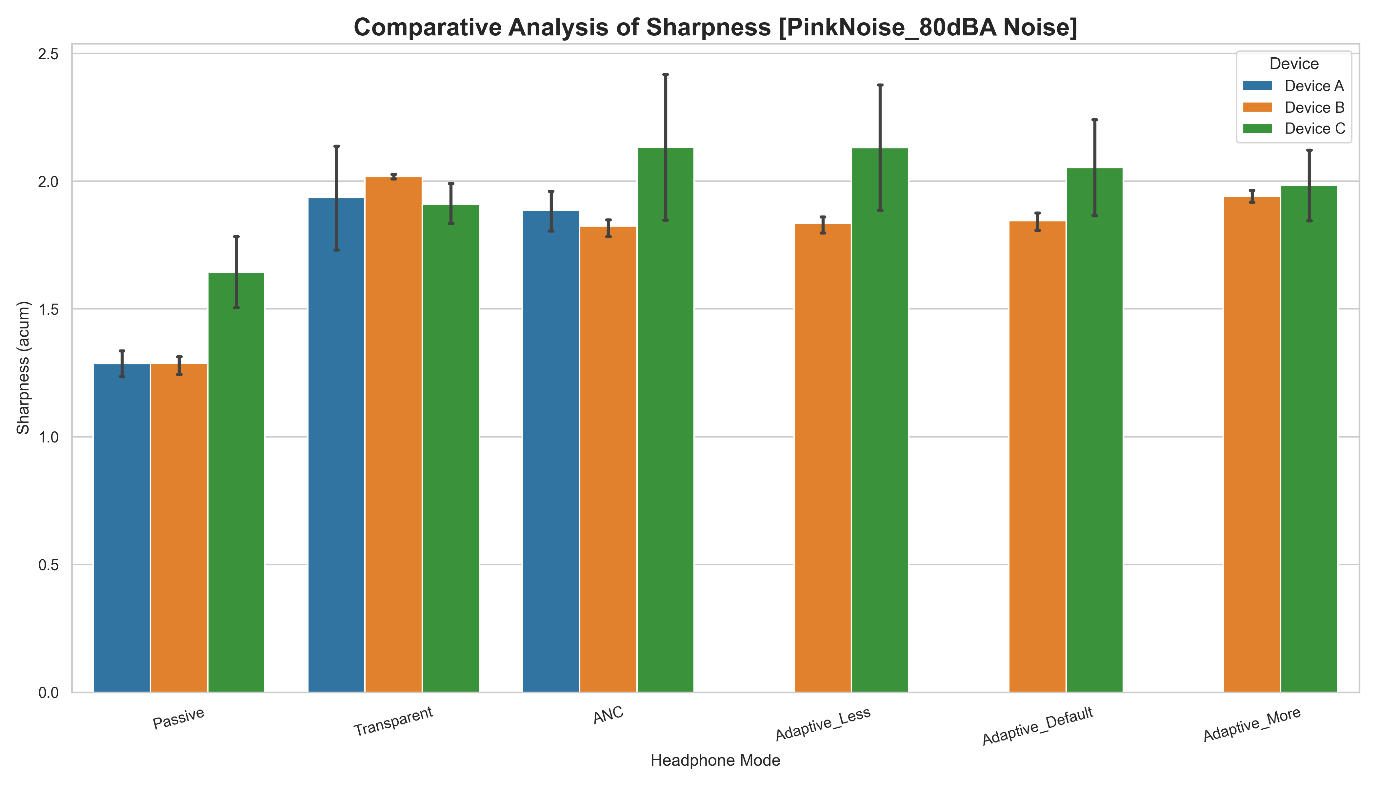 Comparative Analysis of Sharpness [PinkNoise_80dBA Noise]
Device
Device A
Device B
Device C
Sharpness (acum)
2.5
2.0
1.5
1.0
0.5
0.0
Passive
Transparent
ANC
Adaptive_Less
Adaptive_Default
Adaptive_More
Headphone Mode